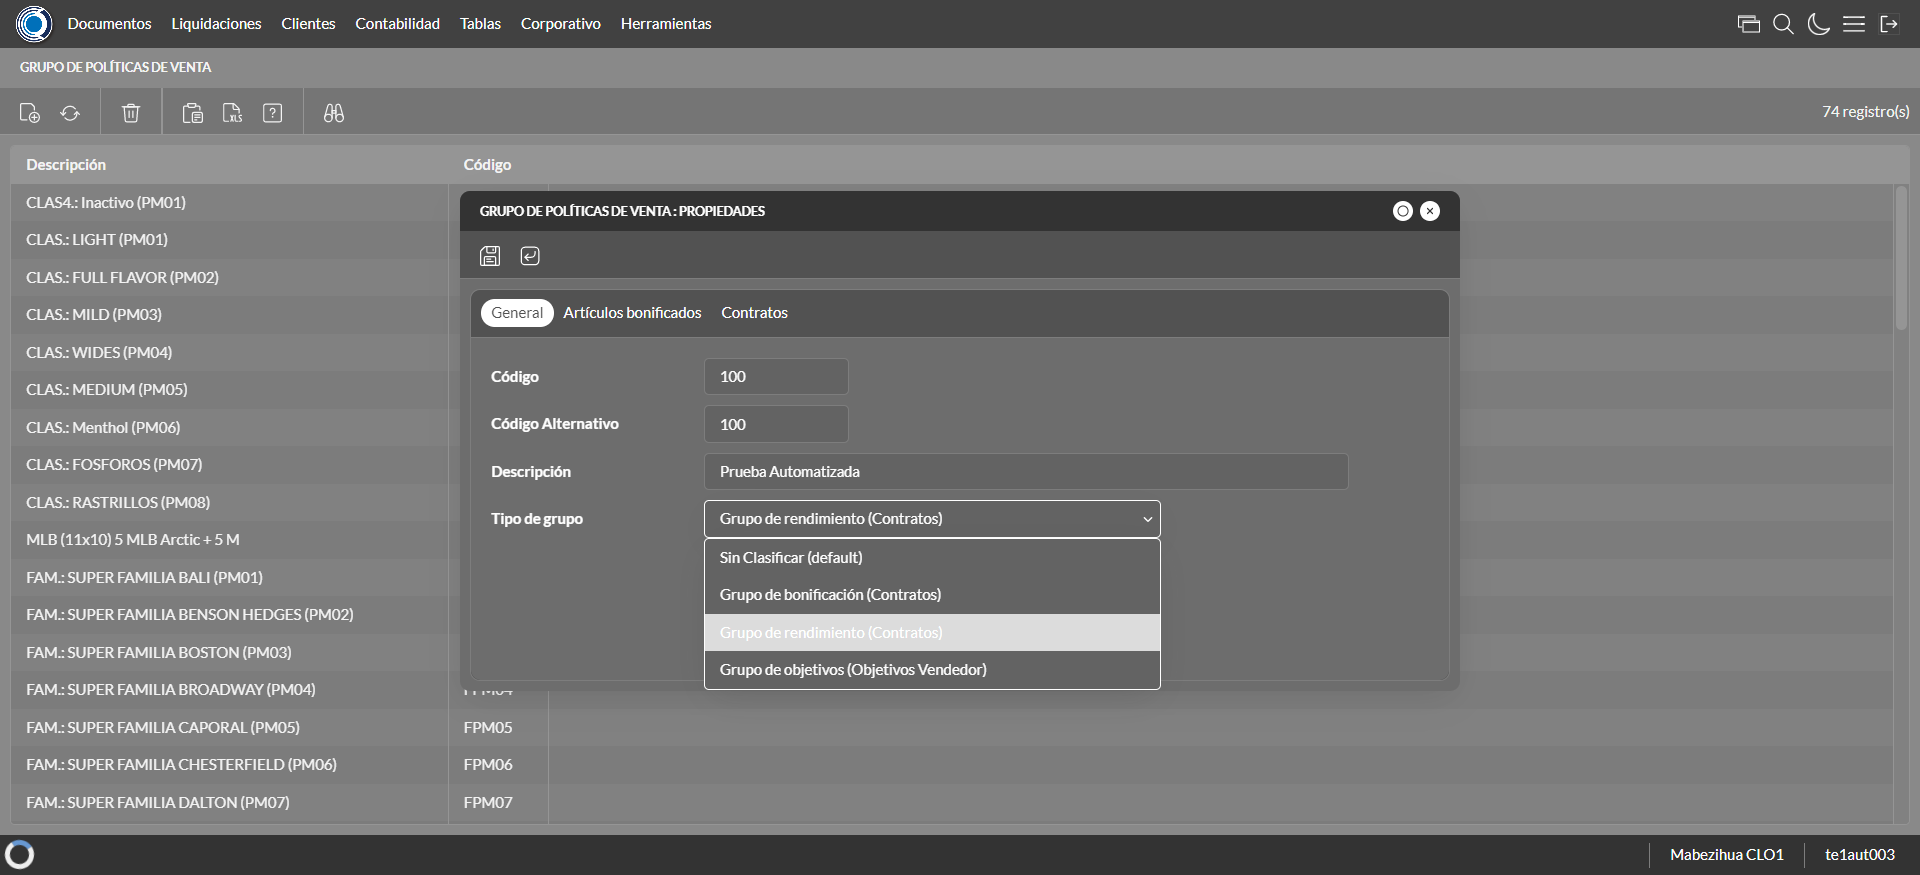 Documentos Liquidaciones Clientes Contabilidad Tablas Corporativo Herramientas
GRUPO DE POLÍTICAS DE VENTA
XLS ?
74 registro(s)
Descripción Código
CLAS4.: Inactivo (PM01)
CLAS.: LIGHT (PM01)
CLAS.: FULL FLAVOR (PM02)
CLAS.: MILD (PM03)
CLAS.: WIDES (PM04)
CLAS.: MEDIUM (PM05)
CLAS.: Menthol (PM06)
CLAS.: FOSFOROS (PM07)
CLAS.: RASTRILLOS (PM08)
MLB (11x10) 5 MLB Arctic + 5 M
FAM.: SUPER FAMILIA BALI (PM01)
FAM.: SUPER FAMILIA BENSON HEDGES (PM02)
FAM.: SUPER FAMILIA BOSTON (PM03)
FAM.: SUPER FAMILIA BROADWAY (PM04) FPM04
FAM.: SUPER FAMILIA CAPORAL (PM05) FPM05
FAM.: SUPER FAMILIA CHESTERFIELD (PM06) FPM06
FAM.: SUPER FAMILIA DALTON (PM07) FPM07
GRUPO DE POLÍTICAS DE VENTA : PROPIEDADES
General Artículos bonificados Contratos
Código 100
Código Alternativo 100
Descripción Prueba Automatizada
Tipo de grupo Grupo de rendimiento (Contratos)
Sin Clasificar (default)
Grupo de bonificación (Contratos)
Grupo de rendimiento (Contratos)
Grupo de objetivos (Objetivos Vendedor)
Mabezihua CLO1 te1aut003